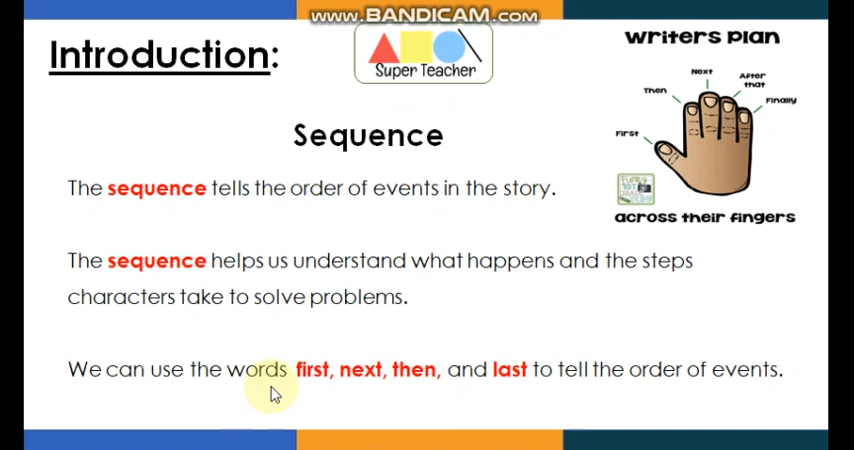 www.BANDICAM.com
Introduction:
Super Teacher
Writers Plan
First
Then
Next
After
that
Finally
across their fingers
Sequence
The sequence tells the order of events in the story.
The sequence helps us understand what happens and the steps
characters take to solve problems.
We can use the words first, next, then, and last to tell the order of events.